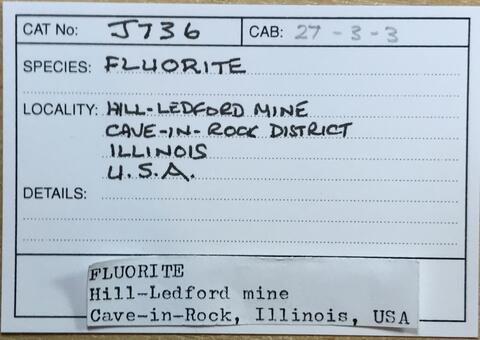 CAT No: J736 CAB: 27-3-3
SPECIES: FLUORITE
LOCALITY: HILL-LEDFORD MINE
CAVE-IN-ROCK DISTRICT
ILLINOIS
U.S.A.
DETAILS:
FLUORITE
Hill-Ledford mine
Cave-in-Rock, Illinois, USA